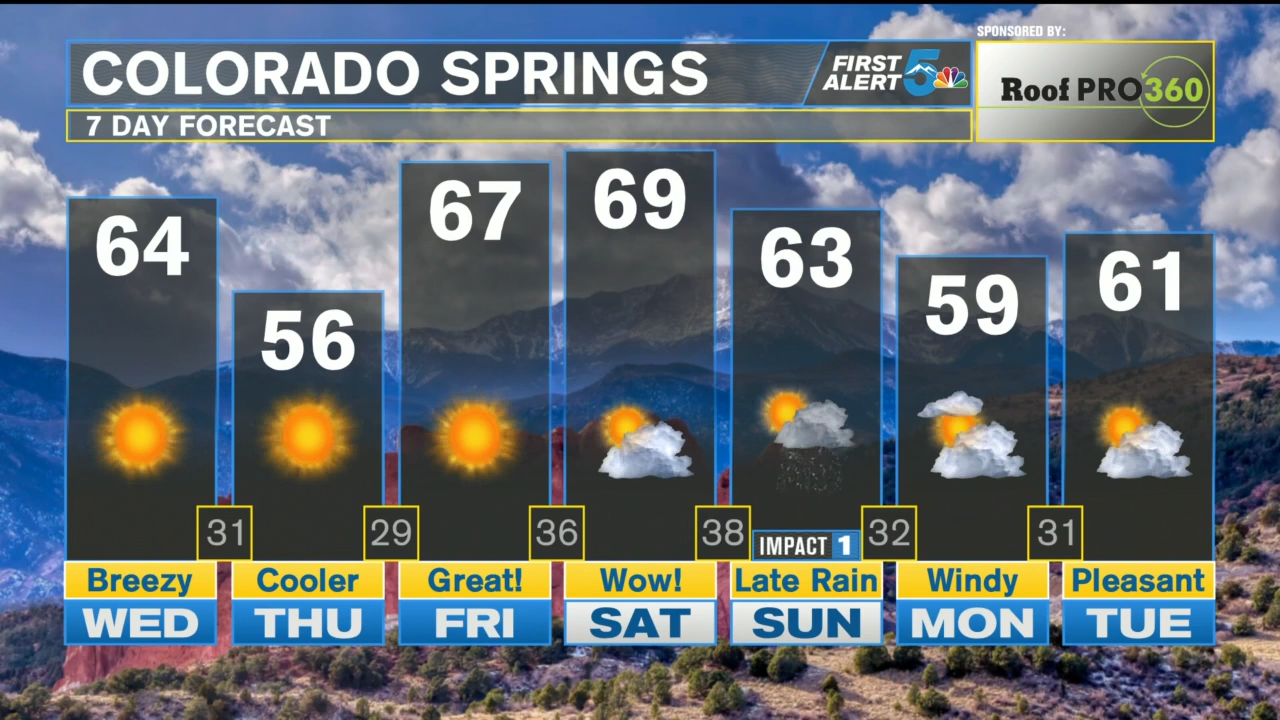 SPONSORED BY:
COLORADO SPRINGS
FIRST ALERT 5
Roof PRO 360
7 DAY FORECAST
64
56
67
69
63
59
61
31
29
36
38
32
31
IMPACT 1
Breezy
Cooler
Great!
Wow!
Late Rain
Windy
Pleasant
WED
THU
FRI
SAT
SUN
MON
TUE